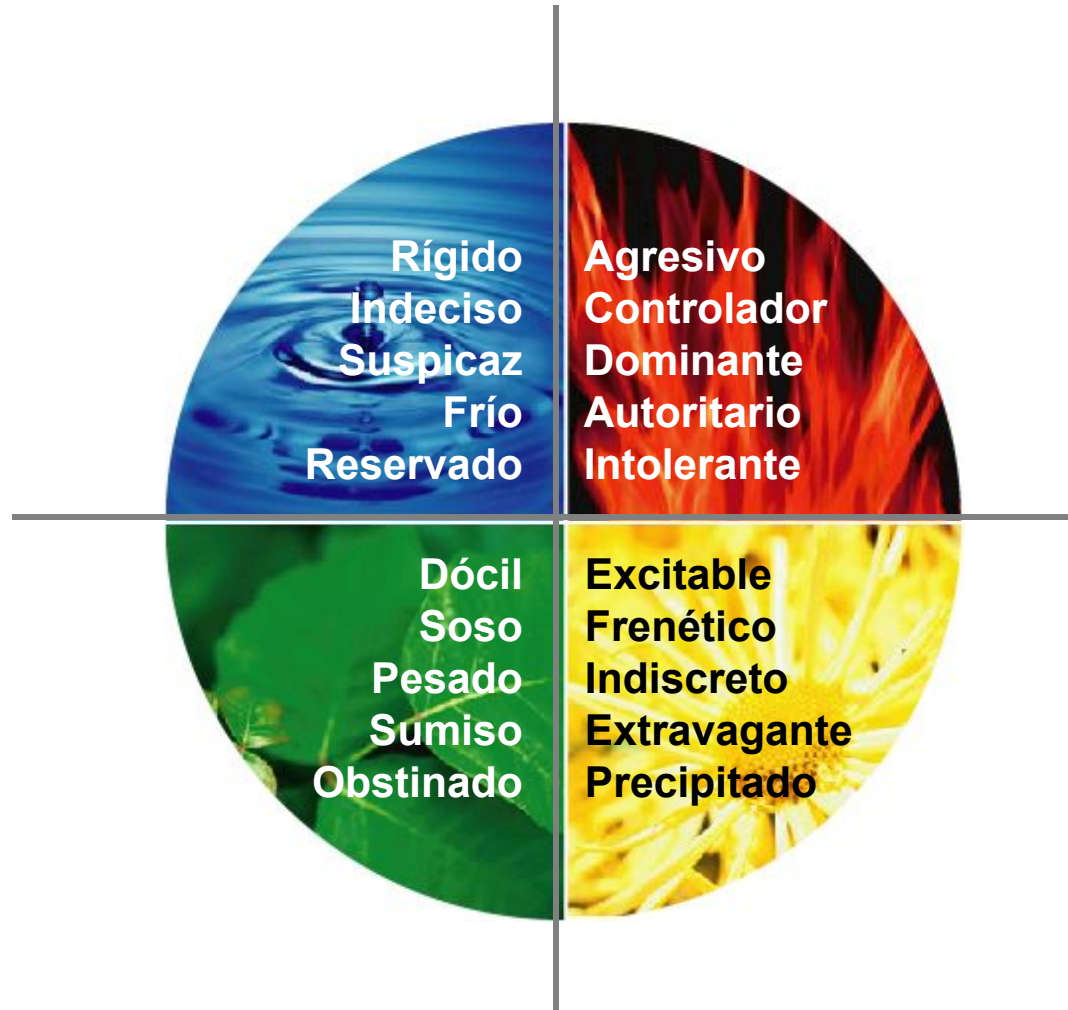 Rígido
Indeciso
Suspicaz
Frío
Reservado
Agresivo
Controlador
Dominante
Autoritario
Intolerante
Dócil
Soso
Pesado
Sumiso
Obstinado
Excitable
Frenético
Indiscreto
Extravagante
Precipitado